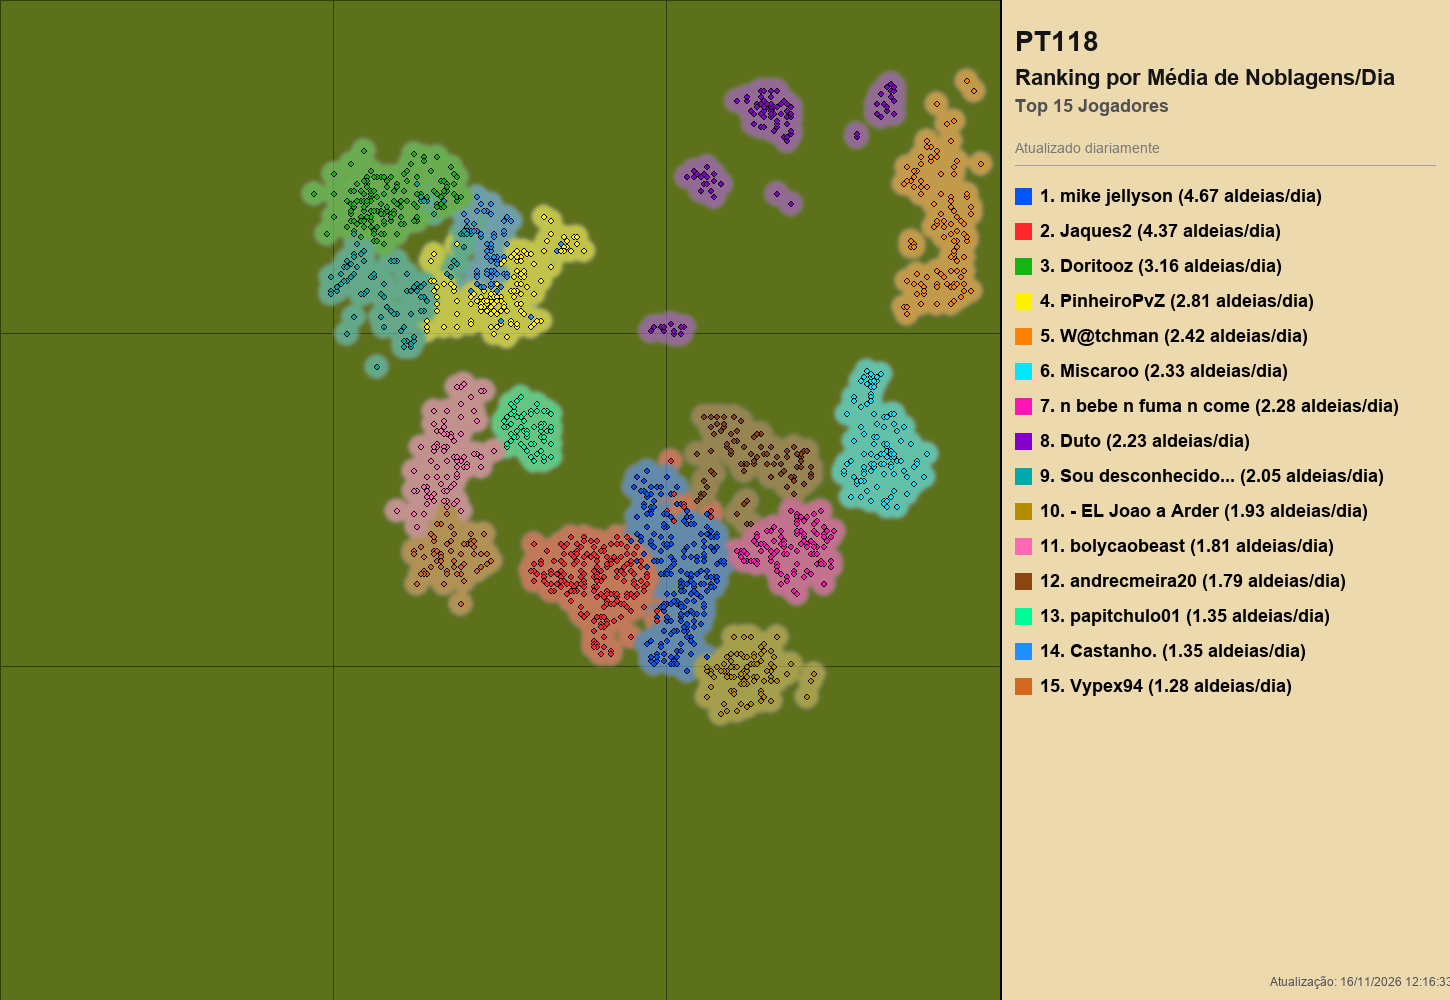 PT118
Ranking por Média de Noblagens/Dia
Top 15 Jogadores
Atualizado diariamente
1. mike jellyson (4.67 aldeias/dia)
2. Jaques2 (4.37 aldeias/dia)
3. Doritooz (3.16 aldeias/dia)
4. PinheiroPvZ (2.81 aldeias/dia)
5. W@tchman (2.42 aldeias/dia)
6. Miscaroo (2.33 aldeias/dia)
7. n bebe n fuma n come (2.28 aldeias/dia)
8. Duto (2.23 aldeias/dia)
9. Sou desconhecido... (2.05 aldeias/dia)
10. - EL Joao a Arder (1.93 aldeias/dia)
11. bolycaobeast (1.81 aldeias/dia)
12. andrecmeira20 (1.79 aldeias/dia)
13. papitchulo01 (1.35 aldeias/dia)
14. Castanho. (1.35 aldeias/dia)
15. Vypex94 (1.28 aldeias/dia)
Atualização: 16/11/2026 12:16:33